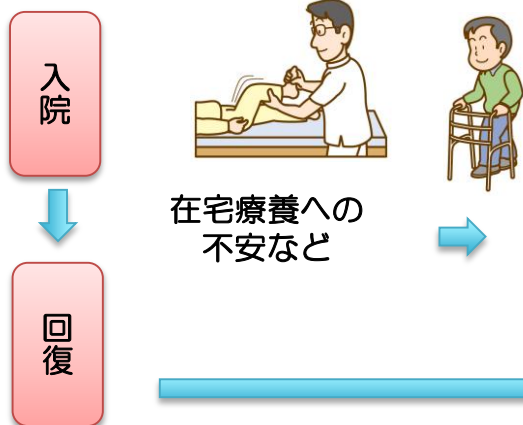 入院
在宅療養への
不安など
回復